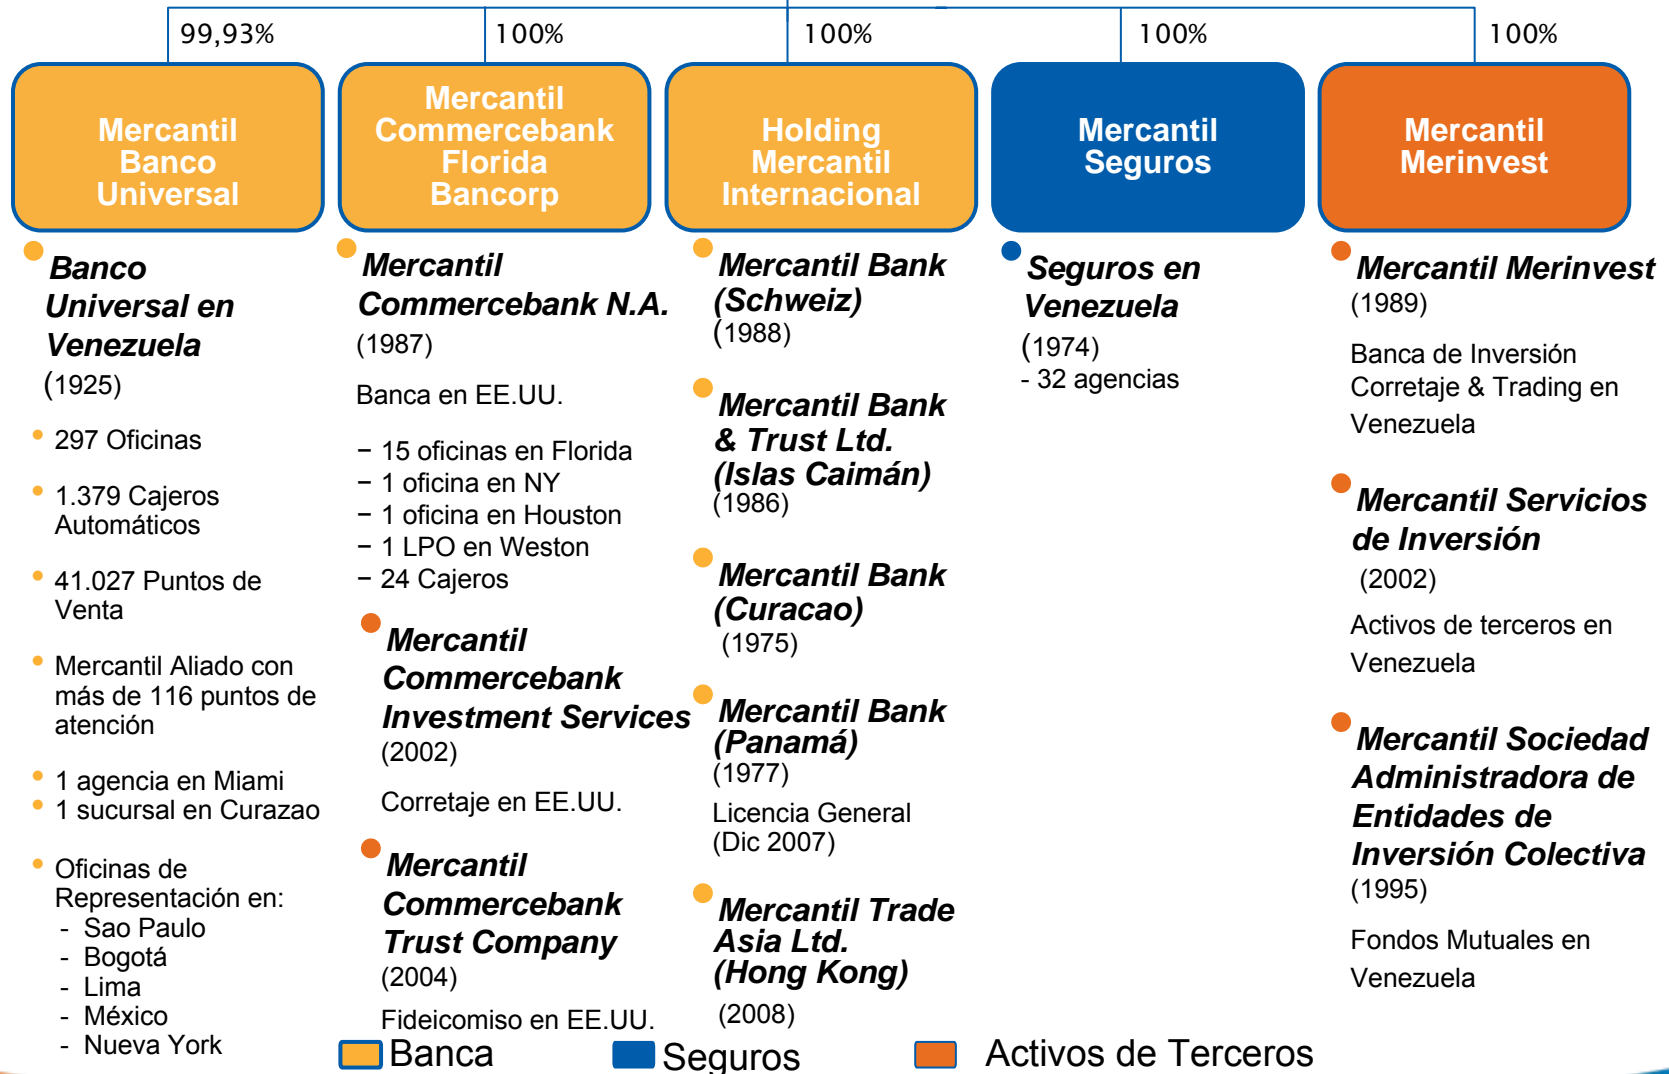 99,93%
100%
100%
100%
100%
Mercantil
Banco
Universal
Mercantil
Commercebank
Florida
Bancorp
Holding
Mercantil
Internacional
Mercantil
Seguros
Mercantil
Merinvest
Banco
Universal en
Venezuela
(1925)
297 Oficinas
1.379 Cajeros
Automáticos
41.027 Puntos de
Venta
Mercantil Aliado con
más de 116 puntos de
atención
1 agencia en Miami
1 sucursal en Curazao
Oficinas de
Representación en:
- Sao Paulo
- Bogotá
- Lima
- México
- Nueva York
Mercantil
Commercebank N.A.
(1987)
Banca en EE.UU.
− 15 oficinas en Florida
− 1 oficina en NY
− 1 oficina en Houston
− 1 LPO en Weston
− 24 Cajeros
Mercantil
Commercebank
Investment Services
(2002)
Corretaje en EE.UU.
Mercantil
Commercebank
Trust Company
(2004)
Fideicomiso en EE.UU.
Mercantil Bank
(Schweiz)
(1988)
Mercantil Bank
& Trust Ltd.
(Islas Caimán)
(1986)
Mercantil Bank
(Curacao)
(1975)
Mercantil Bank
(Panamá)
(1977)
Licencia General
(Dic 2007)
Mercantil Trade
Asia Ltd.
(Hong Kong)
(2008)
Seguros en
Venezuela
(1974)
- 32 agencias
Mercantil Merinvest
(1989)
Banca de Inversión
Corretaje & Trading en
Venezuela
Mercantil Servicios
de Inversión
(2002)
Activos de terceros en
Venezuela
Mercantil Sociedad
Administradora de
Entidades de
Inversión Colectiva
(1995)
Fondos Mutuales en
Venezuela
Banca
Seguros
Activos de Terceros